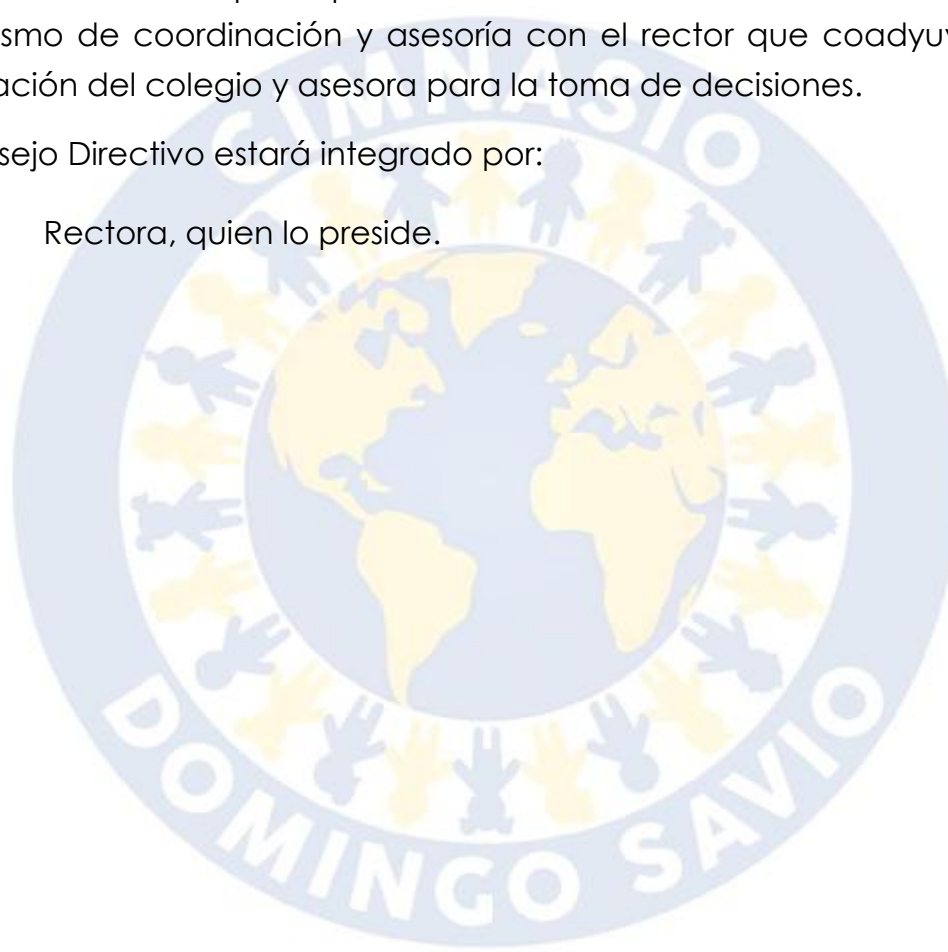 smo de coordinación y asesoría con el rector que coadyuv
ación del colegio y asesora para la toma de decisiones.
sejo Directivo estará integrado por:
Rectora, quien lo preside.
GIMNASIO
DOMINGO SAVIO